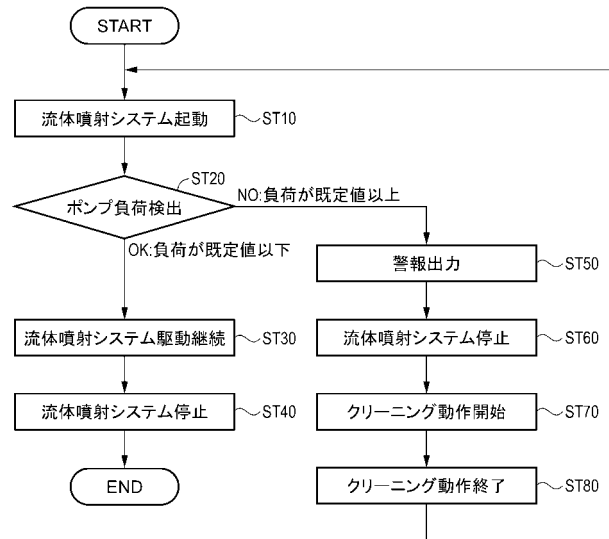 START
流体噴射システム起動
ST10
ST20
ポンプ負荷検出
NO:負荷が既定値以上
OK:負荷が既定値以下
警報出力
ST50
流体噴射システム駆動継続
ST30
流体噴射システム停止
ST60
流体噴射システム停止
ST40
クリーニング動作開始
ST70
END
クリーニング動作終了
ST80